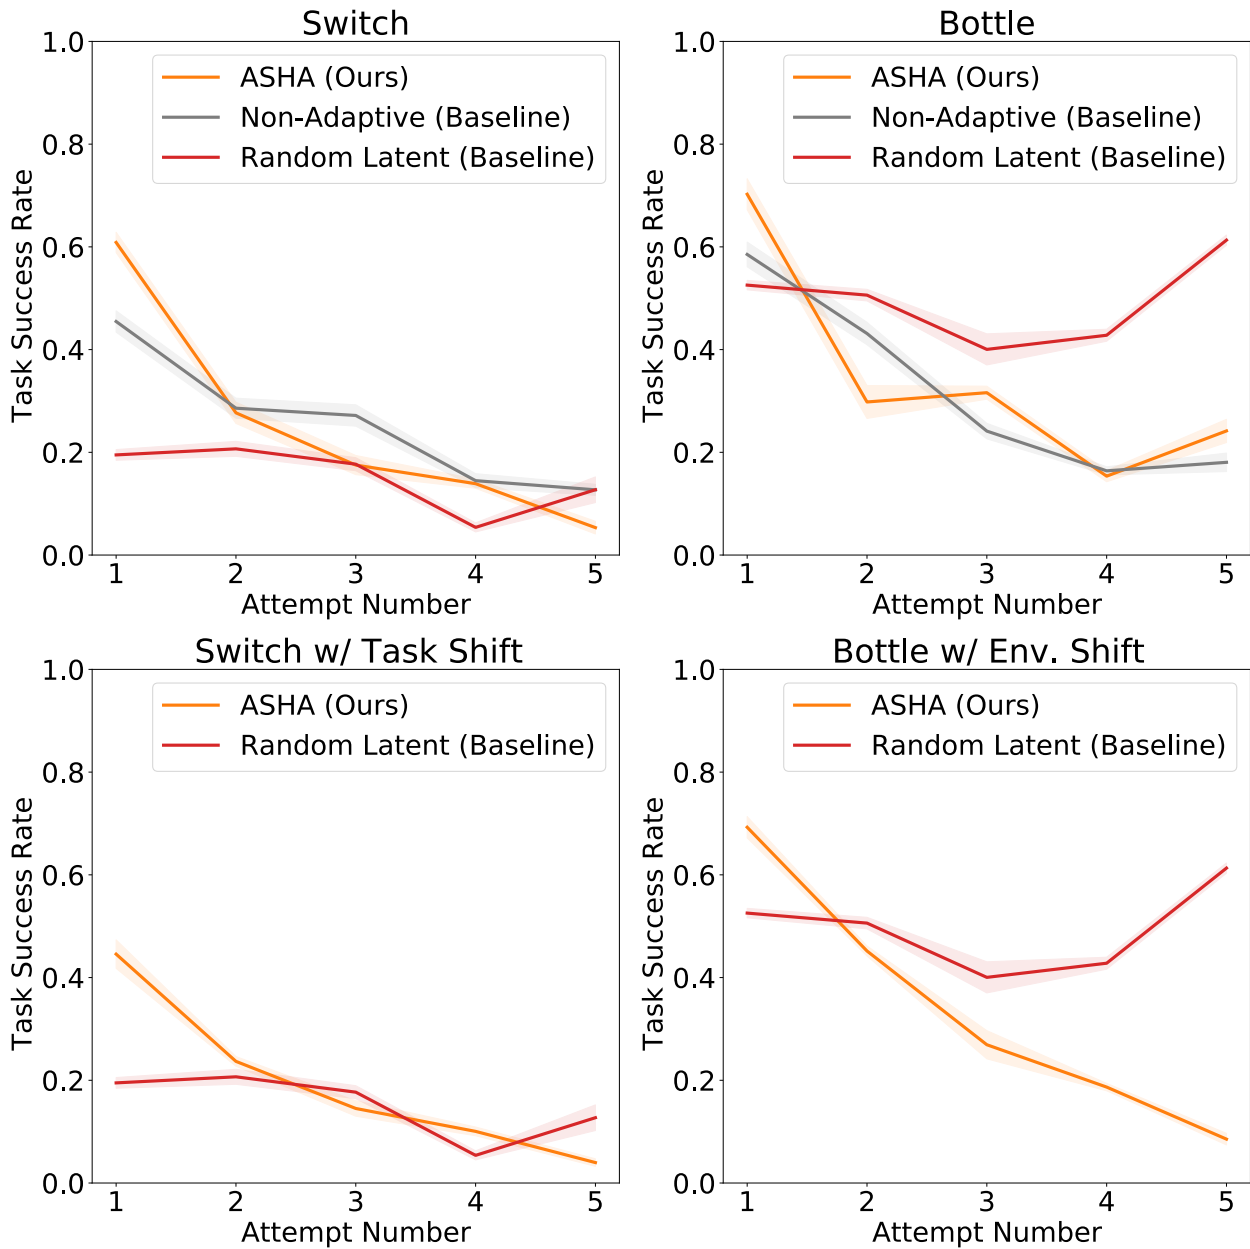 Switch
ASHA (Ours)
Non-Adaptive (Baseline)
Random Latent (Baseline)
Task Success Rate
1.0
0.8
0.6
0.4
0.2
0.0
1 2 3 4 5
Attempt Number
Bottle
ASHA (Ours)
Non-Adaptive (Baseline)
Random Latent (Baseline)
Task Success Rate
1.0
0.8
0.6
0.4
0.2
0.0
1 2 3 4 5
Attempt Number
Switch w/ Task Shift
ASHA (Ours)
Random Latent (Baseline)
Task Success Rate
1.0
0.8
0.6
0.4
0.2
0.0
1 2 3 4 5
Attempt Number
Bottle w/ Env. Shift
ASHA (Ours)
Random Latent (Baseline)
Task Success Rate
1.0
0.8
0.6
0.4
0.2
0.0
1 2 3 4 5
Attempt Number